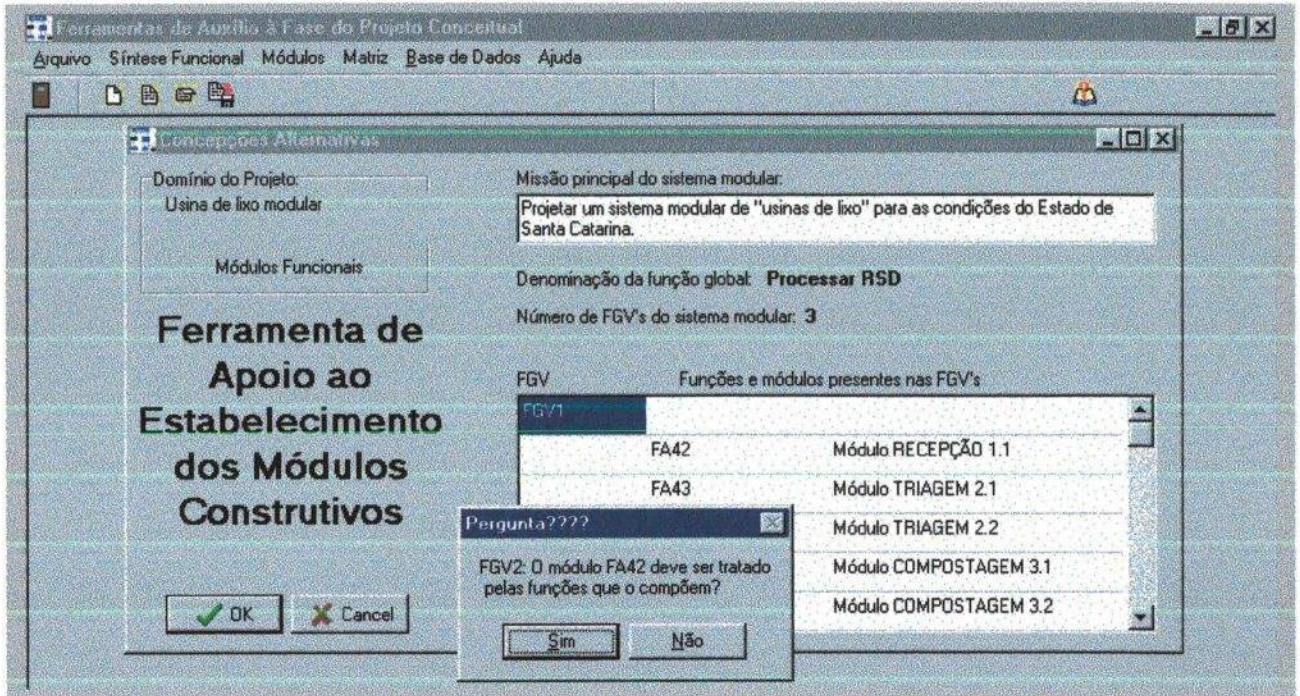 Ferramentas de Auxílio à Fase do Projeto Conceitual
Arquivo Síntese Funcional Módulos Matriz Base de Dados Ajuda
Concepções Alternativas
Domínio do Projeto:
Usina de lixo modular
Módulos Funcionais
Ferramenta de
Apoio ao
Estabelecimento
dos Módulos
Construtivos
OK Cancel
Missão principal do sistema modular:
Projetar um sistema modular de "usinas de lixo" para as condições do Estado de
Santa Catarina.
Denominação da função global: Processar RSD
Número de FGV's do sistema modular: 3
FGV Funções e módulos presentes nas FGV's
FGV1
FA42 Módulo RECEPÇÃO 1.1
FA43 Módulo TRIAGEM 2.1
Módulo TRIAGEM 2.2
Módulo COMPOSTAGEM 3.1
Módulo COMPOSTAGEM 3.2
Pergunta????
FGV2: O módulo FA42 deve ser tratado
pelas funções que o compõem?
Sim Não